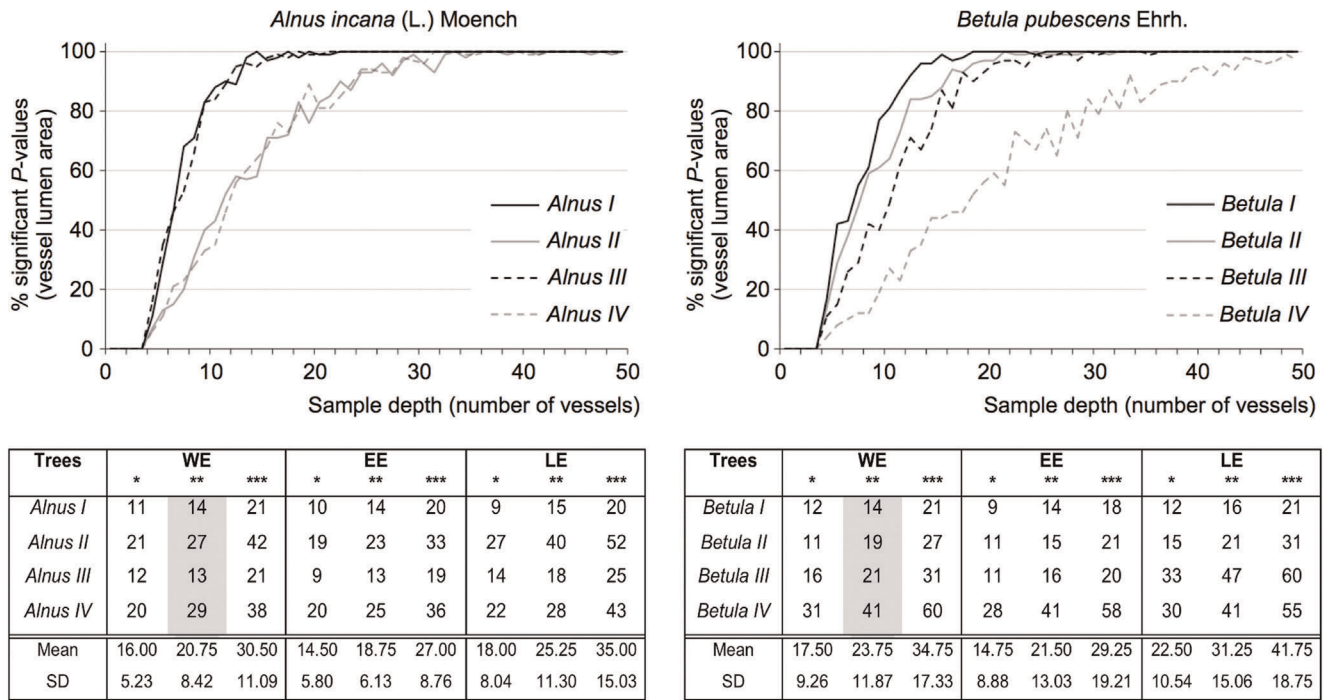 Alnus incana (L.) Moench
% significant P-values
(vessel lumen area)
100
80
60
40
20
0
Alnus I
Alnus II
Alnus III
Alnus IV
0 10 20 30 40 50
Sample depth (number of vessels)
Betula pubescens Ehrh.
% significant P-values
(vessel lumen area)
100
80
60
40
20
0
Betula I
Betula II
Betula III
Betula IV
0 10 20 30 40 50
Sample depth (number of vessels)
Trees WE EE LE
* ** *** * ** *** * ** ***
Alnus I 11 14 21 10 14 20 9 15 20
Alnus II 21 27 42 19 23 33 27 40 52
Alnus III 12 13 21 9 13 19 14 18 25
Alnus IV 20 29 38 20 25 36 22 28 43
Mean 16.00 20.75 30.50 14.50 18.75 27.00 18.00 25.25 35.00
SD 5.23 8.42 11.09 5.80 6.13 8.76 8.04 11.30 15.03
Trees WE EE LE
* ** *** * ** *** * ** ***
Betula I 12 14 21 9 14 18 12 16 21
Betula II 11 19 27 11 15 21 15 21 31
Betula III 16 21 31 11 16 20 33 47 60
Betula IV 31 41 60 28 41 58 30 41 55
Mean 17.50 23.75 34.75 14.75 21.50 29.25 22.50 31.25 41.75
SD 9.26 11.87 17.33 8.88 13.03 19.21 10.54 15.06 18.75